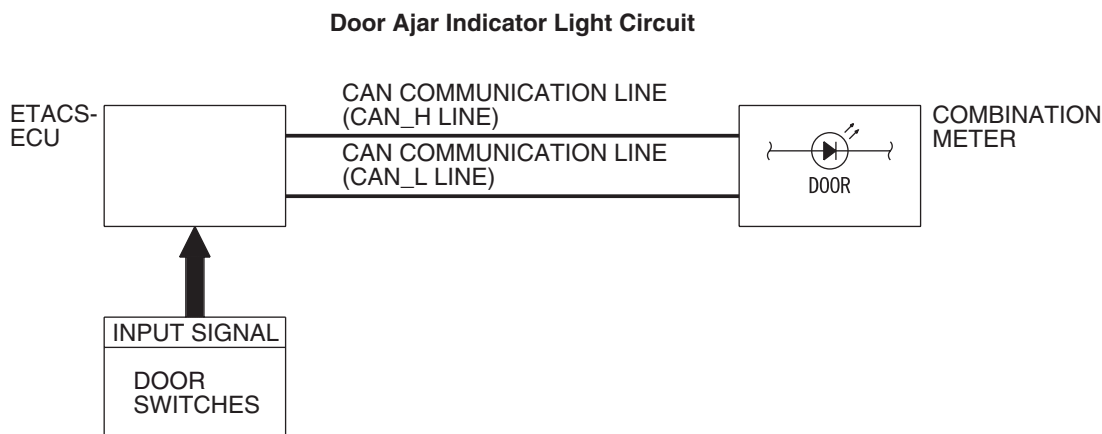 Door Ajar Indicator Light Circuit
ETACS-
ECU
CAN COMMUNICATION LINE
(CAN_H LINE)
CAN COMMUNICATION LINE
(CAN_L LINE)
COMBINATION
METER
DOOR
INPUT SIGNAL
DOOR
SWITCHES